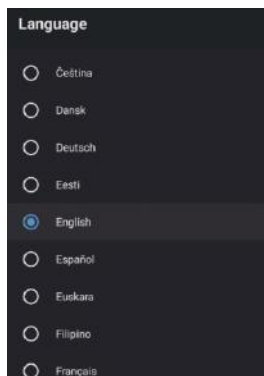 Language
Čeština
Dansk
Deutsch
Eesti
English
Español
Euskara
Filipino
Français